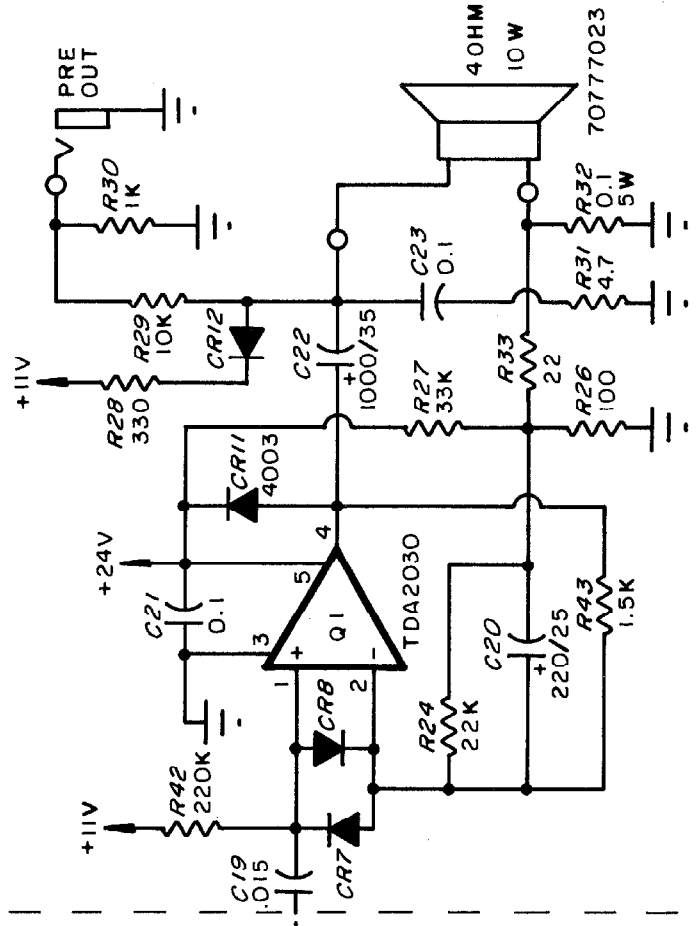 PRE
OUT
+11V
R30
1K
R29
10K
R28
330
CR12
4OHM
10W
70777023
C23
0.1
C22
+
1000/35
R32
0.1
5W
R31
4.7
R33
22
R27
33K
R26
100
+24V
CR11
4003
C21
0.1
3
5
4
Q1
TDA2030
1
+
2
-
+11V
R42
220K
CR8
CR7
C19
.015
R24
22K
C20
+
220/25
R43
1.5K